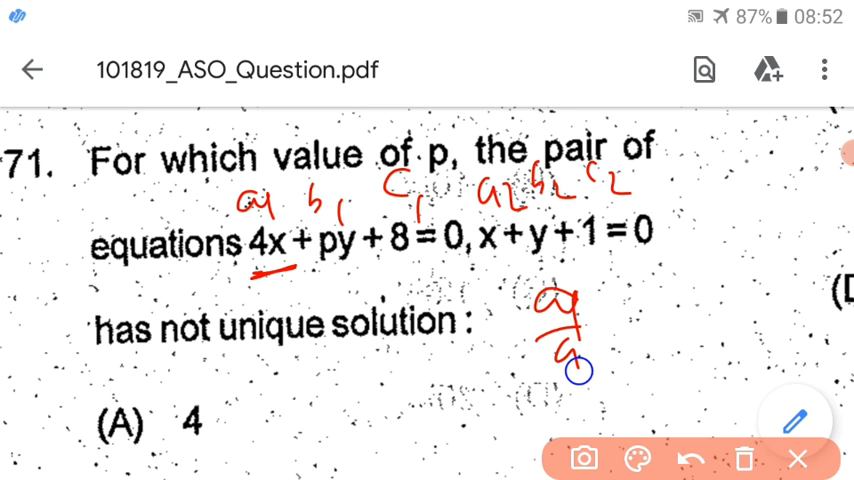 87% 08:52
101819_ASO_Question.pdf
71. For which value of p, the pair of
a1 b1 c1 a2 b2 c2
equations 4x + py + 8 = 0, x + y + 1 = 0
has not unique solution :
a1
a
(A) 4
(D